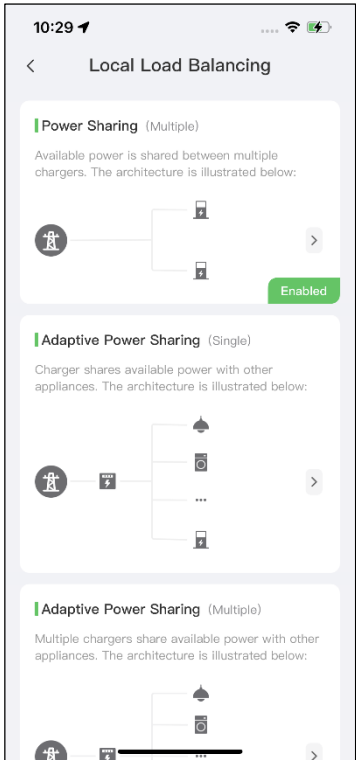 10:29
Local Load Balancing
Power Sharing (Multiple)
Available power is shared between multiple
chargers. The architecture is illustrated below:
Enabled
Adaptive Power Sharing (Single)
Charger shares available power with other
appliances. The architecture is illustrated below:
Adaptive Power Sharing (Multiple)
Multiple chargers share available power with other
appliances. The architecture is illustrated below: